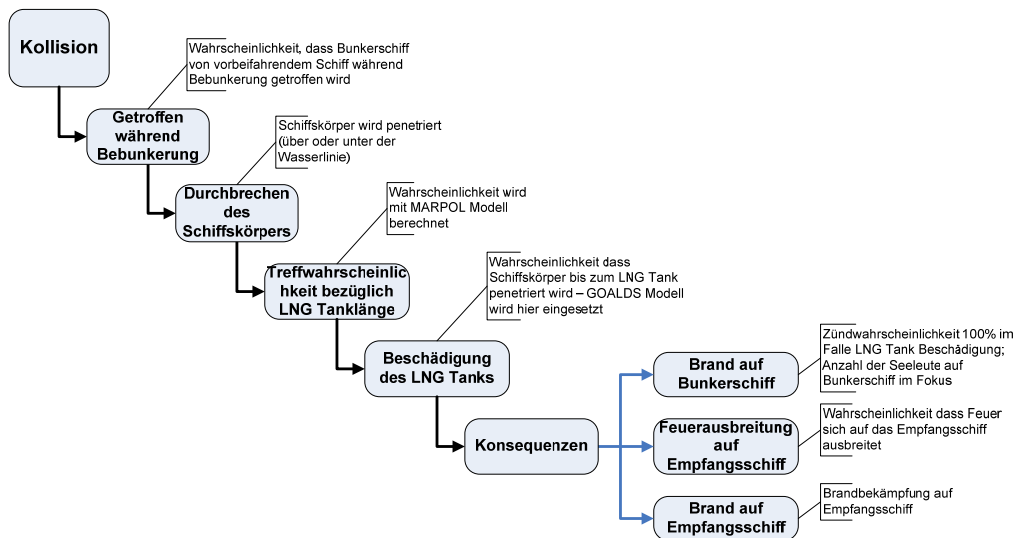 Kollision
Wahrscheinlichkeit, dass Bunkerschiff
von vorbeifahrendem Schiff während
Bebunkerung getroffen wird
Getroffen
während
Bebunkerung
Schiffskörper wird penetriert
(über oder unter der
Wasserlinie)
Durchbrechen
des
Schiffskörpers
Wahrscheinlichkeit wird
mit MARPOL Modell
berechnet
Treffwahrscheinlic
hkeit bezüglich
LNG Tanklänge
Wahrscheinlichkeit dass
Schiffskörper bis zum LNG Tank
penetriert wird – GOALDS Modell
wird hier eingesetzt
Beschädigung
des LNG Tanks
Konsequenzen
Brand auf
Bunkerschiff
Zündwahrscheinlichkeit 100% im
Falle LNG Tank Beschädigung;
Anzahl der Seeleute auf
Bunkerschiff im Fokus
Feuerausbreitung
auf
Empfangsschiff
Wahrscheinlichkeit dass Feuer
sich auf das Empfangsschiff
ausbreitet
Brand auf
Empfangsschiff
Brandbekämpfung auf
Empfangsschiff